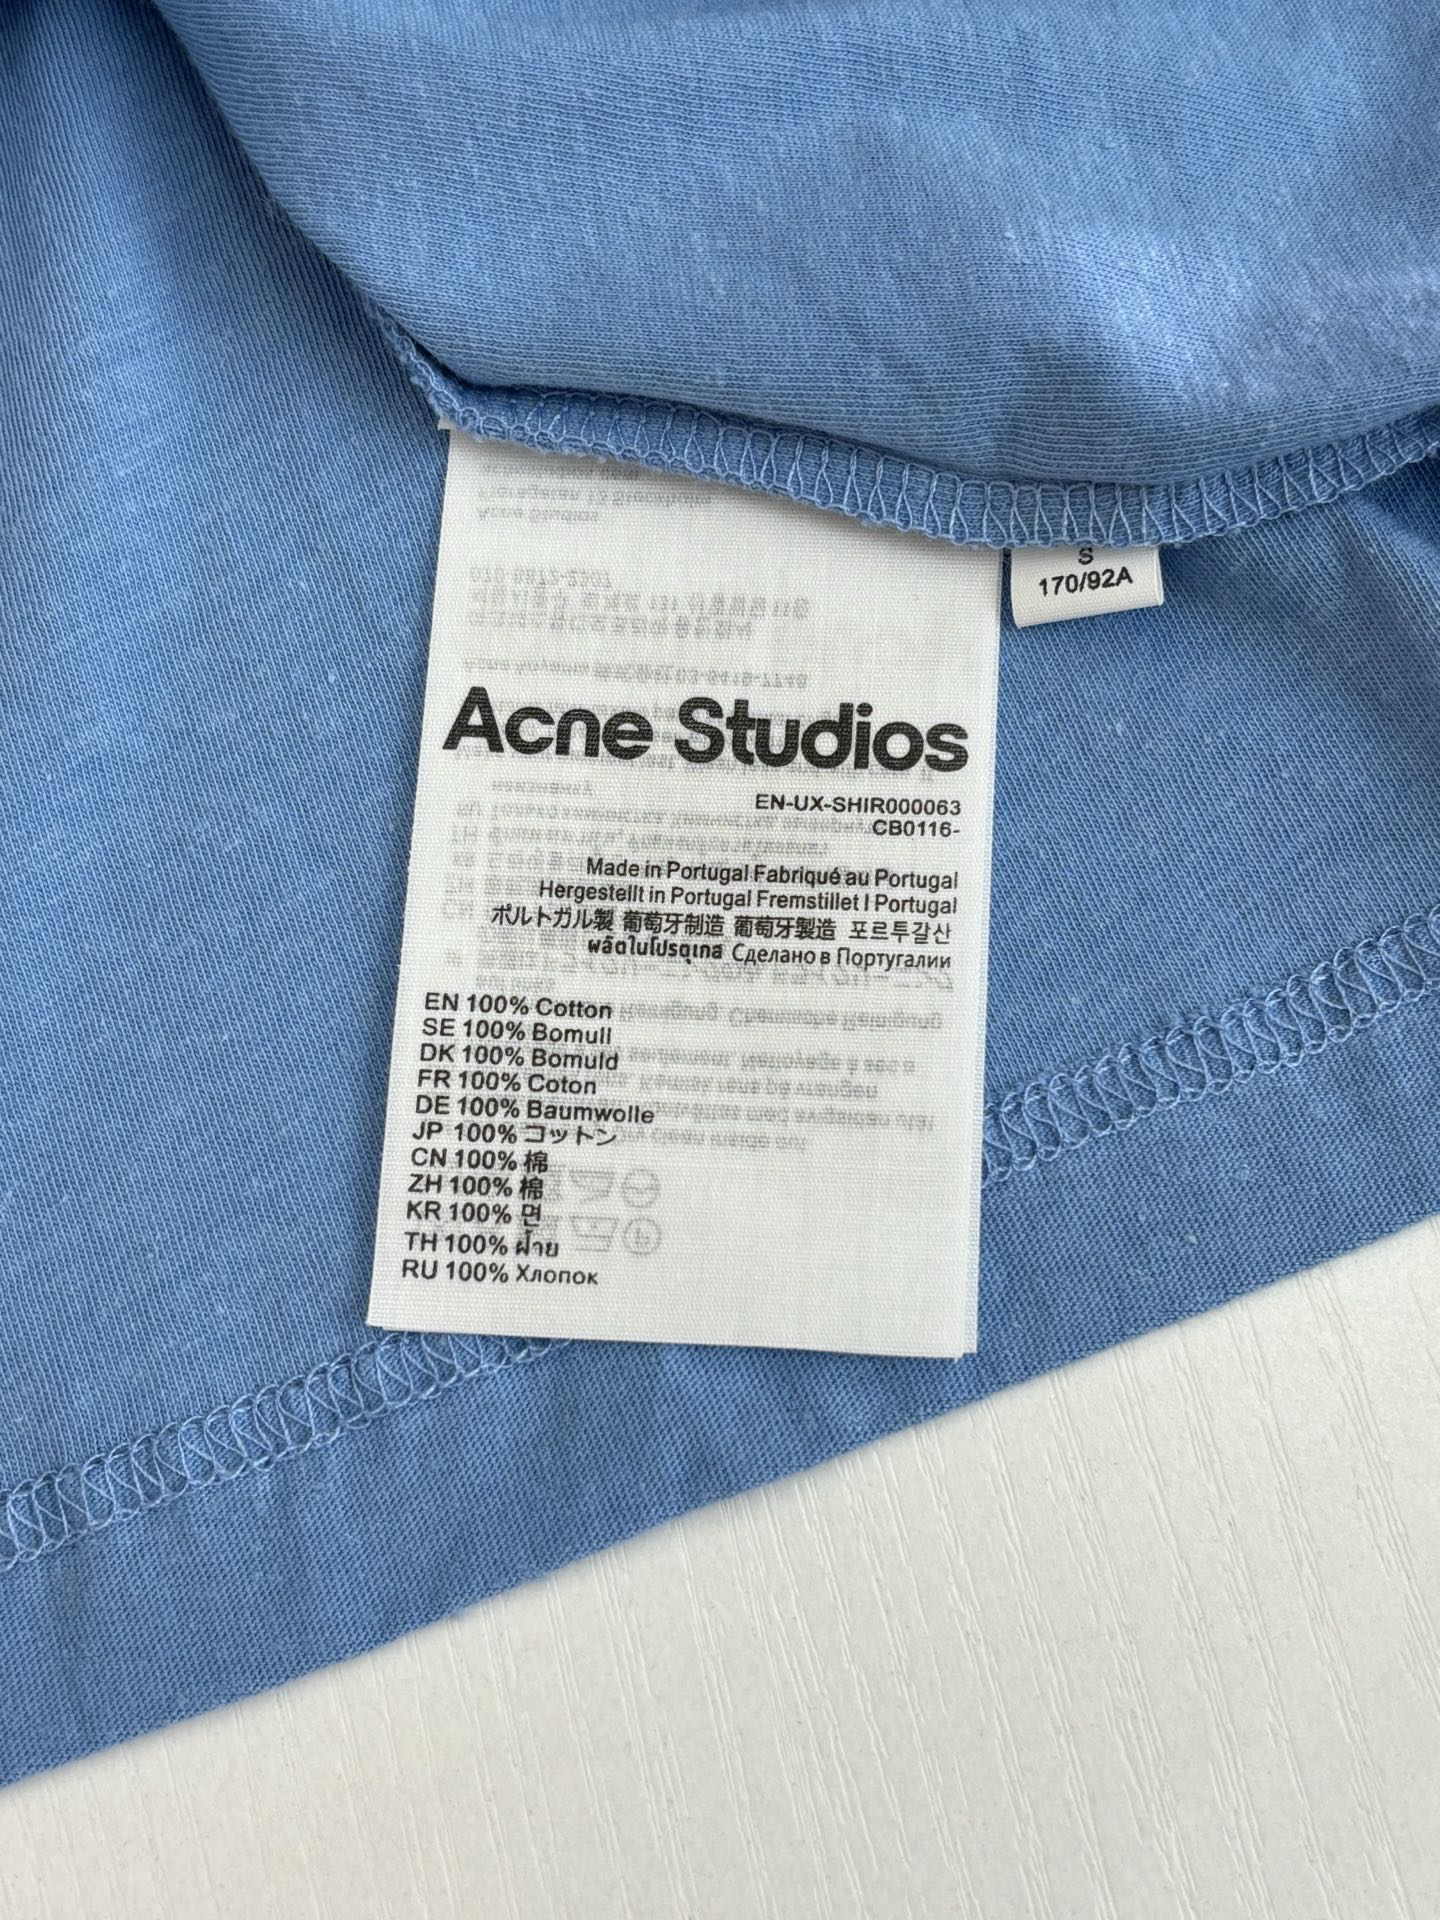 S
170/92A
Acne Studios
EN-UX-SHIR000063
CB0116-
Made in Portugal Fabriqué au Portugal
Hergestellt in Portugal Fremstillet I Portugal
ポルトガル製 葡萄牙制造 葡萄牙製造 포르투갈산
ผลิตในโปรตุเกส Сделано в Португалии
EN 100% Cotton
SE 100% Bomull
DK 100% Bomuld
FR 100% Coton
DE 100% Baumwolle
JP 100% コットン
CN 100% 棉
ZH 100% 棉
KR 100% 면
TH 100% ฝ้าย
RU 100% Хлопок